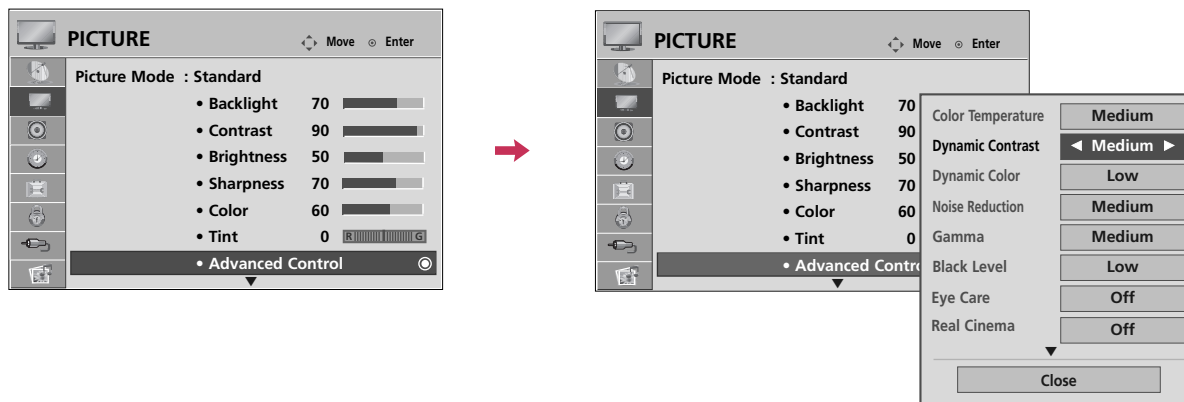 PICTURE Move Enter
Picture Mode : Standard
• Backlight 70
• Contrast 90
• Brightness 50
• Sharpness 70
• Color 60
• Tint 0 R G
• Advanced Control
PICTURE Move Enter
Picture Mode : Standard
• Backlight 70
• Contrast 90
• Brightness 50
• Sharpness 70
• Color 60
• Tint 0
• Advanced Contro
Color Temperature Medium
Dynamic Contrast ◀ Medium ▶
Dynamic Color Low
Noise Reduction Medium
Gamma Medium
Black Level Low
Eye Care Off
Real Cinema Off
Close